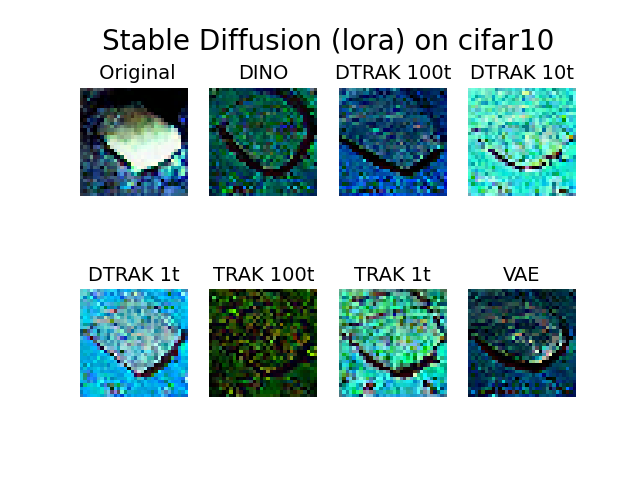 Stable Diffusion (lora) on cifar10
Original DINO DTRAK 100t DTRAK 10t
DTRAK 1t TRAK 100t TRAK 1t VAE